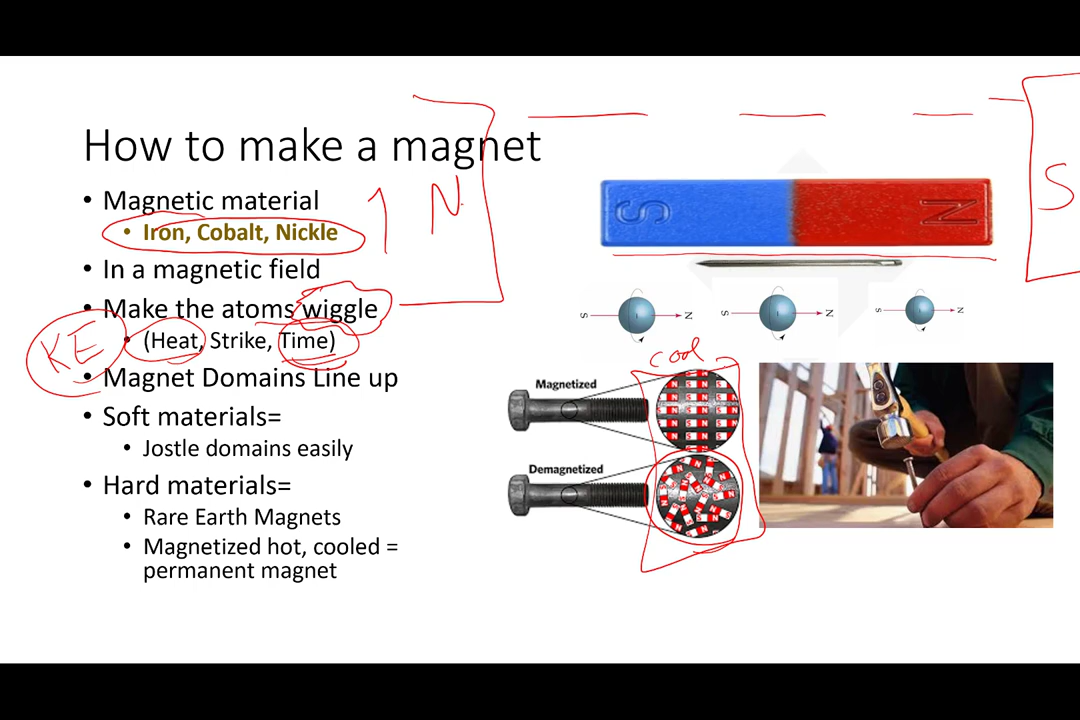 How to make a magnet
• Magnetic material
• Iron, Cobalt, Nickle
• In a magnetic field
• Make the atoms wiggle
• (Heat, Strike, Time)
• Magnet Domains Line up
• Soft materials=
• Jostle domains easily
• Hard materials=
• Rare Earth Magnets
• Magnetized hot, cooled =
permanent magnet
KE
N
S
S N
S N
S N
S N
cool
Magnetized
Demagnetized